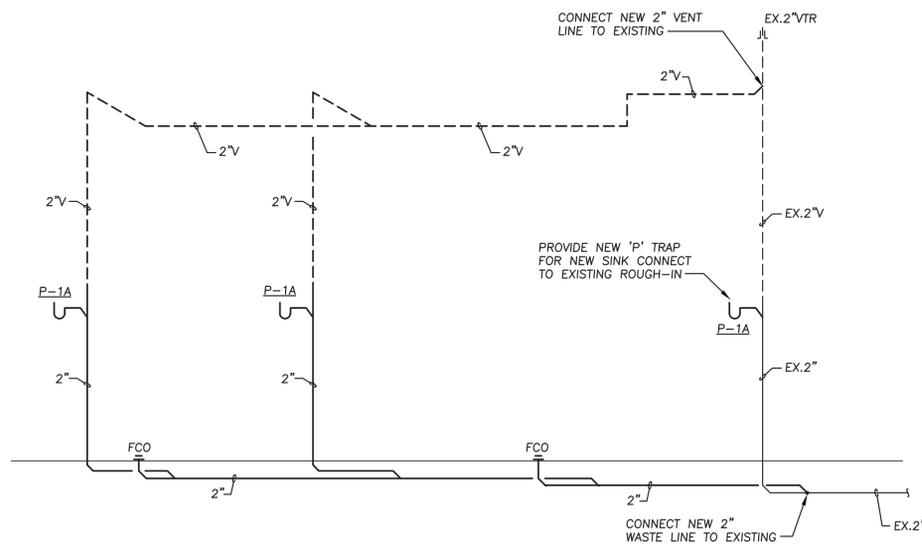 CONNECT NEW 2" VENT
LINE TO EXISTING
EX.2"VTR
2"V
2"V
2"V
2"V
2"V
EX.2"V
PROVIDE NEW 'P' TRAP
FOR NEW SINK CONNECT
TO EXISTING ROUGH-IN
P-1A
P-1A
P-1A
2"
2"
EX.2"
FCO
FCO
2"
2"
CONNECT NEW 2"
WASTE LINE TO EXISTING
EX.2"